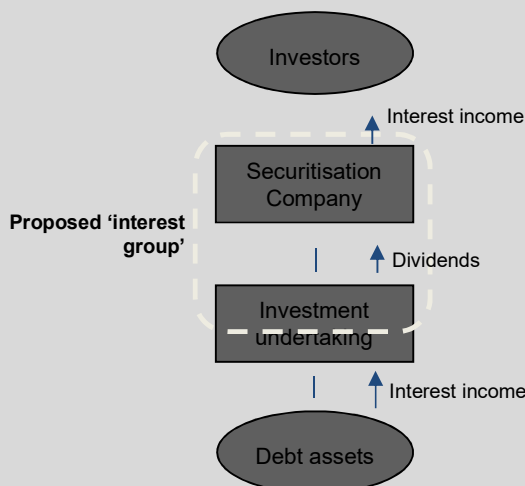 Investors
Interest income
Securitisation
Company
Proposed ‘interest
group’
Dividends
Investment
undertaking
Interest income
Debt assets